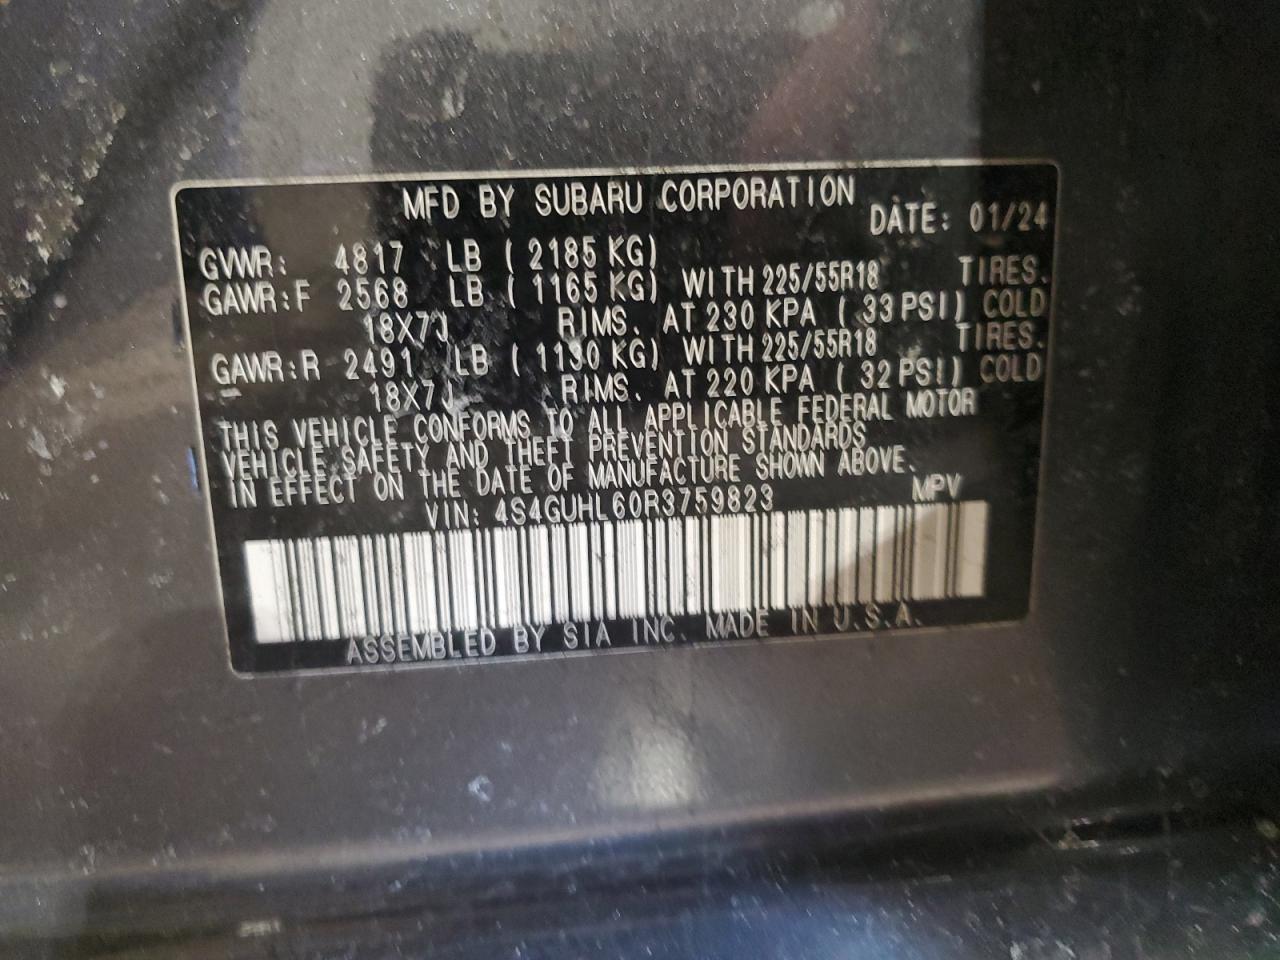 MFD BY SUBARU CORPORATION DATE: 01/24
GVWR: 4817 LB ( 2185 KG)
GAWR:F 2568 LB ( 1165 KG) WITH 225/55R18 TIRES.
18X7J RIMS. AT 230 KPA ( 33 PSI) COLD
GAWR:R 2491 LB ( 1130 KG) WITH 225/55R18 TIRES.
18X7J RIMS. AT 220 KPA ( 32 PSI) COLD
THIS VEHICLE CONFORMS TO ALL APPLICABLE FEDERAL MOTOR
VEHICLE SAFETY AND THEFT PREVENTION STANDARDS
IN EFFECT ON THE DATE OF MANUFACTURE SHOWN ABOVE.
VIN: 4S4GUHL60R3759823 MPV
ASSEMBLED BY SIA INC. MADE IN U.S.A.